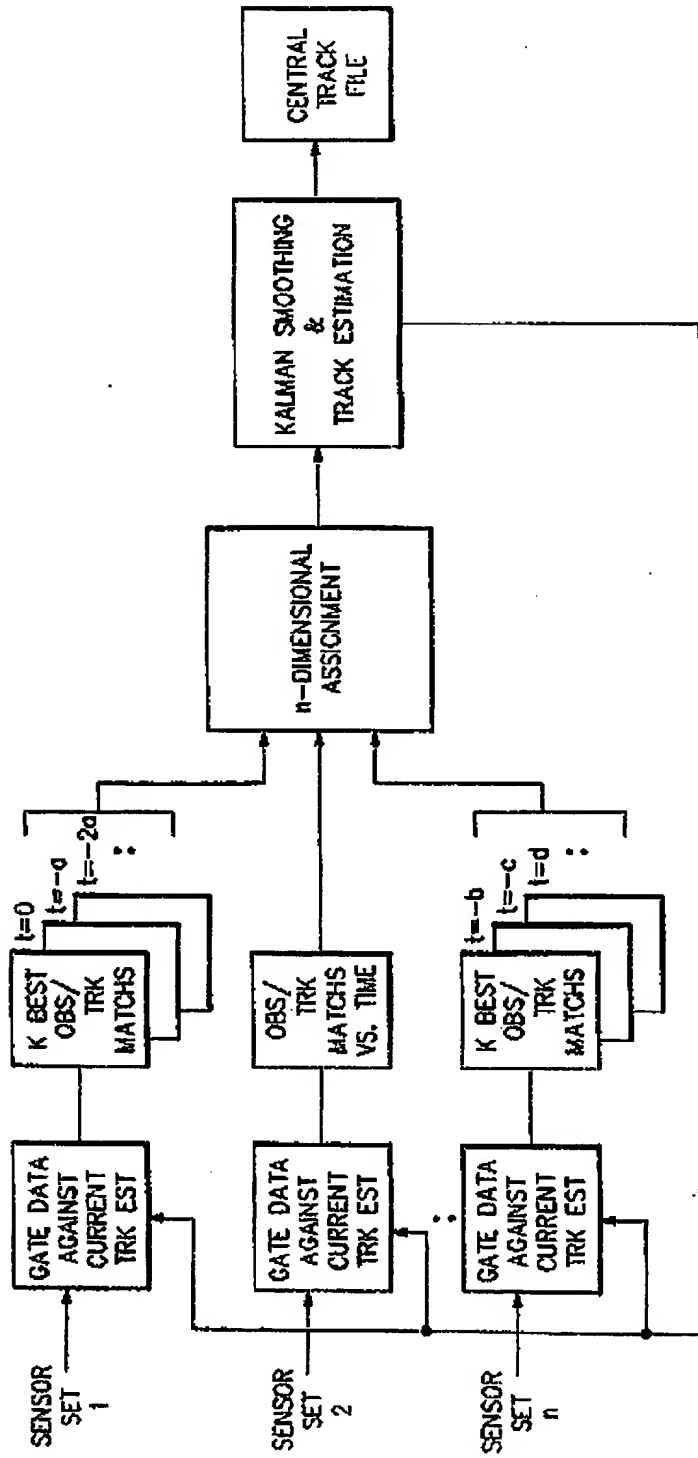 SENSOR
SET
1
GATE DATA
AGAINST
CURRENT
TRK EST
K BEST
OBS/
TRK
MATCHS
t=0
t=-a
t=-2a
:
SENSOR
SET
2
GATE DATA
AGAINST
CURRENT
TRK EST
OBS/
TRK
MATCHS
VS. TIME
:
SENSOR
SET
n
GATE DATA
AGAINST
CURRENT
TRK EST
K BEST
OBS/
TRK
MATCHS
t=-b
t=-c
t=d
:
n-DIMENSIONAL
ASSIGNMENT
KALMAN SMOOTHING
&
TRACK ESTIMATION
CENTRAL
TRACK
FILE